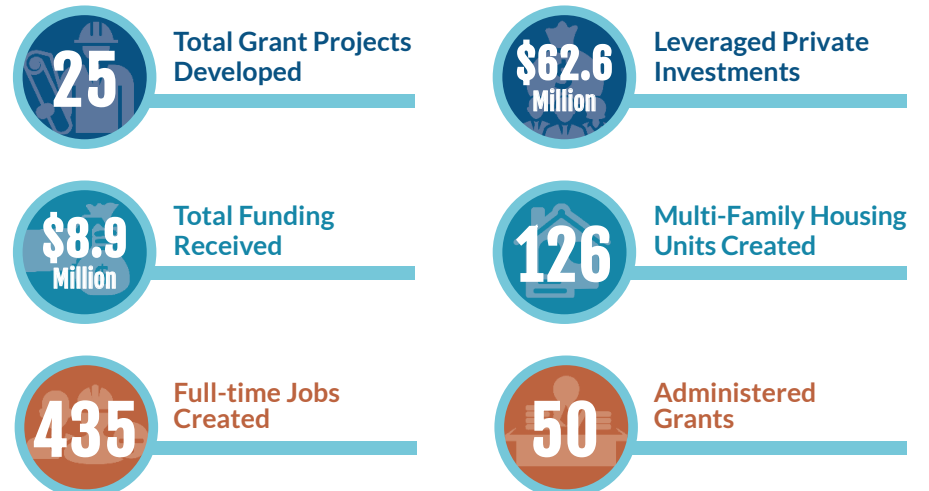 25
Total Grant Projects
Developed
$62.6
Million
Leveraged Private
Investments
$8.9
Million
Total Funding
Received
126
Multi-Family Housing
Units Created
435
Full-time Jobs
Created
50
Administered
Grants